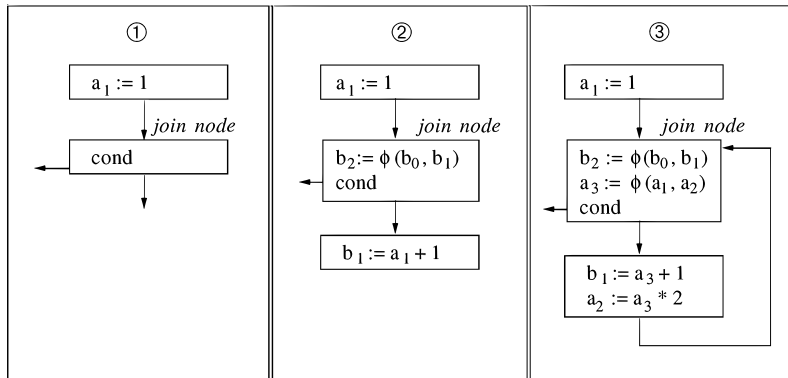 ①
a₁ := 1
join node
cond
②
a₁ := 1
join node
b₂ := ϕ (b₀, b₁)
cond
b₁ := a₁ + 1
③
a₁ := 1
join node
b₂ := ϕ (b₀, b₁)
a₃ := ϕ (a₁, a₂)
cond
b₁ := a₃ + 1
a₂ := a₃ * 2